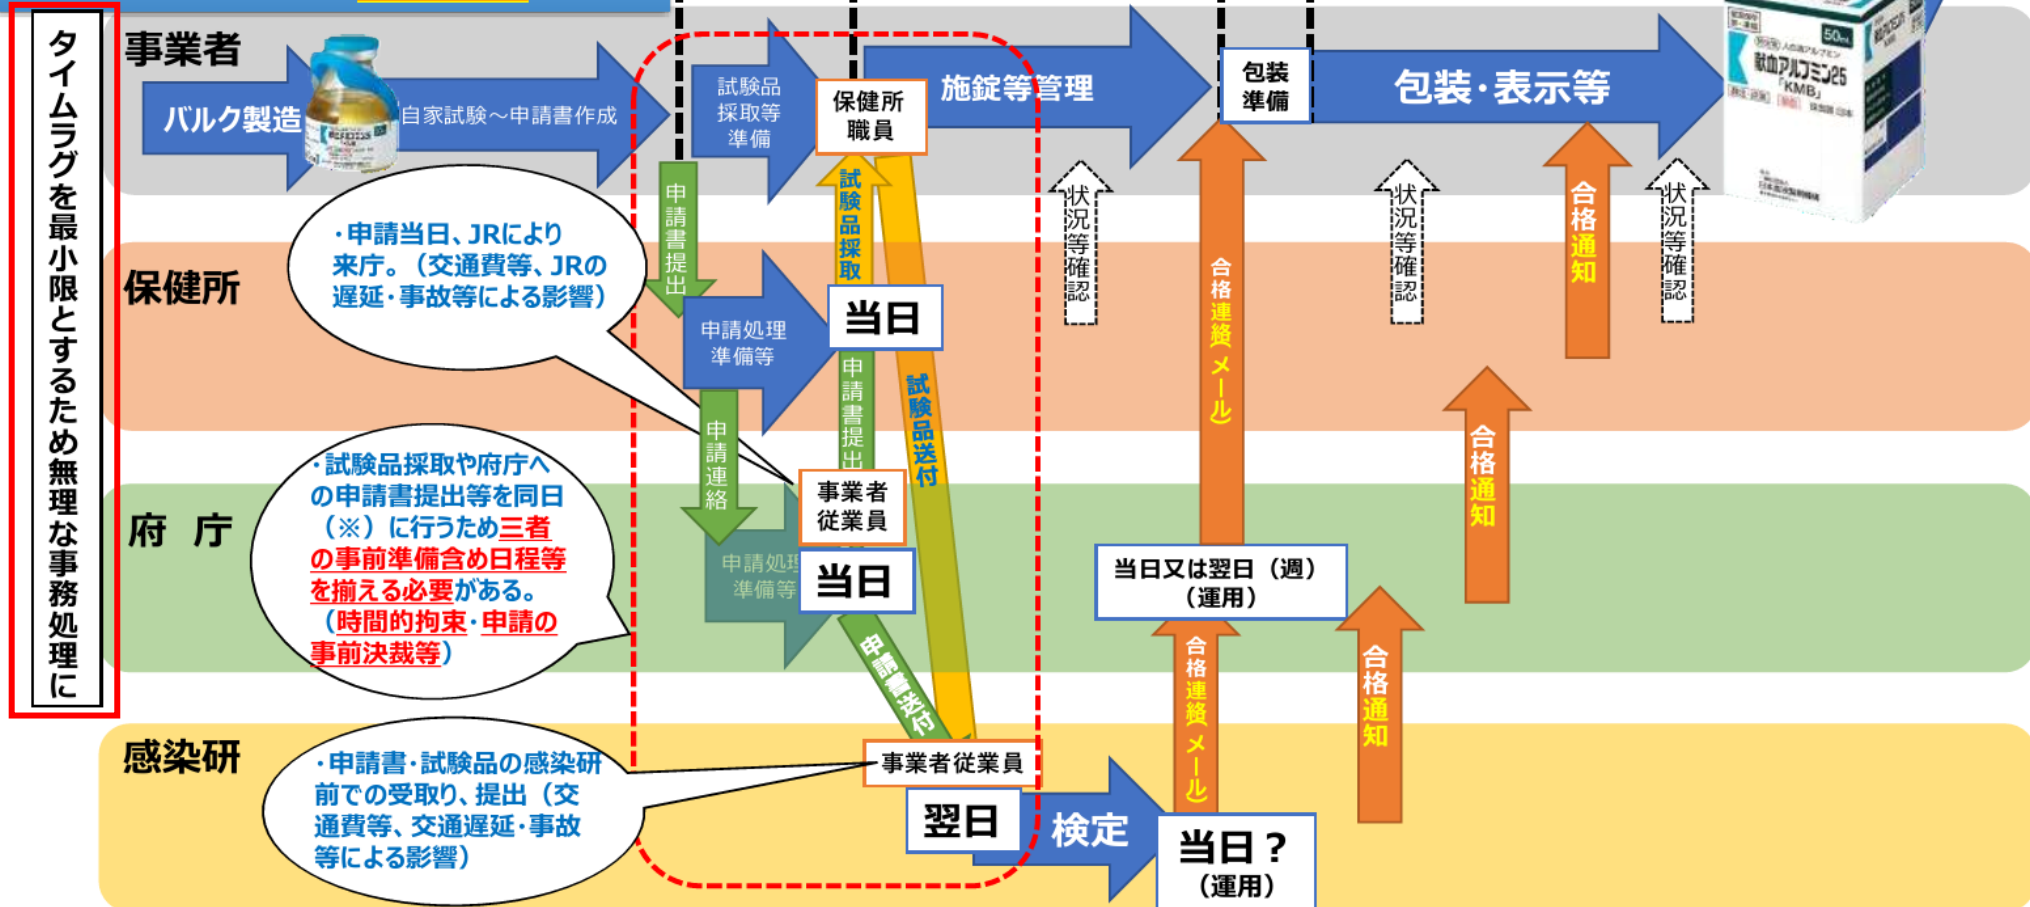 タイムラグを最小限とするため無理な事務処理に
事業者
バルク製造
自家試験～申請書作成
試験品
採取等
準備
保健所
職員
施錠等管理
包装
準備
包装・表示等
50mL
献血アルブミン25
「KMB」
申請書提出
試験品採取
状況等確認
状況等確認
合格通知
状況等確認
保健所
・申請当日、JRにより
来庁。（交通費等、JRの
遅延・事故等による影響）
申請処理
準備等
当日
申請書提出
試験品送付
合格連絡（メール）
合格通知
府 庁
・試験品採取や府庁へ
の申請書提出等を同日
（※）に行うため三者
の事前準備含め日程等
を揃える必要がある。
（時間的拘束・申請の
事前決裁等）
申請連絡
申請処理
準備等
事業者
従業員
当日
申請書送付
当日又は翌日（週）
（運用）
合格連絡（メール）
合格通知
感染研
・申請書・試験品の感染研
前での受取り、提出（交
通費等、交通遅延・事故
等による影響）
事業者従業員
翌日
検定
当日？
（運用）